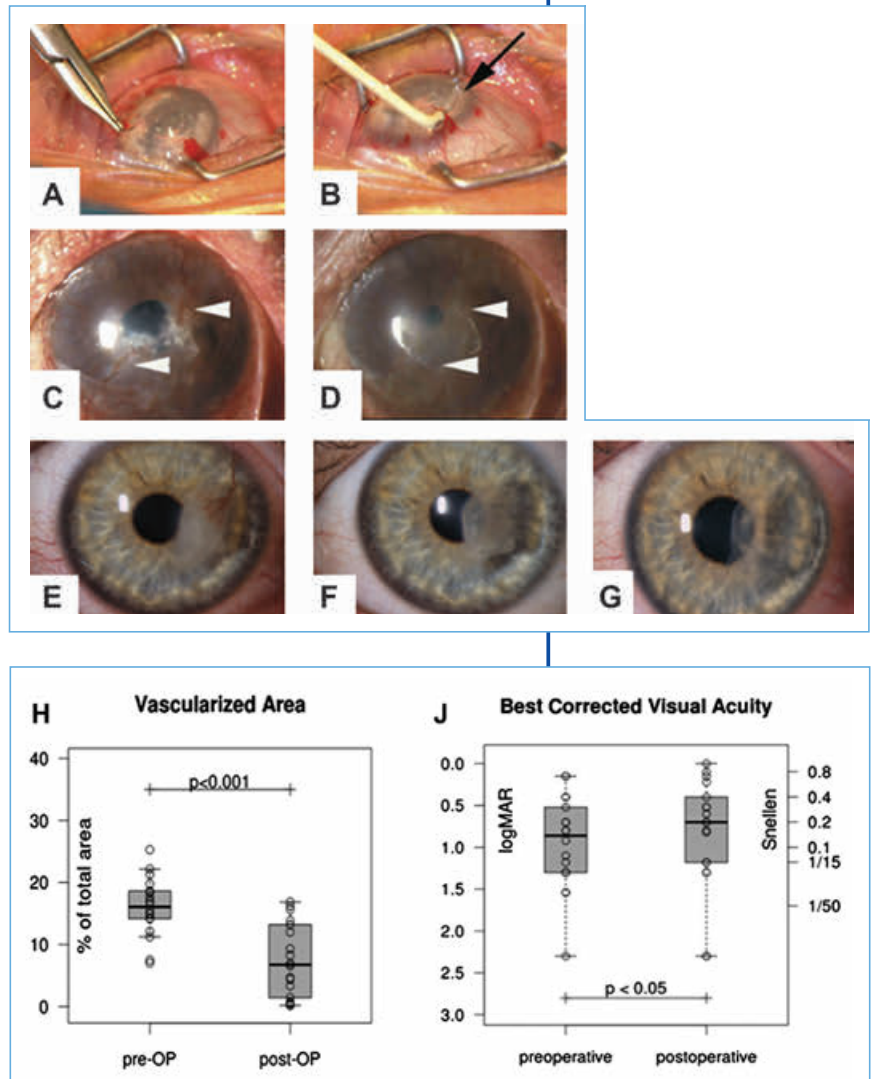 A
B
C
D
E
F
G
H
Vascularized Area
40
30
20
10
0
% of total area
p<0.001
pre-OP
post-OP
J
Best Corrected Visual Acuity
0.0
0.5
1.0
1.5
2.0
2.5
3.0
logMAR
Snellen
0.8
0.4
0.2
0.1
1/15
1/50
p < 0.05
preoperative
postoperative